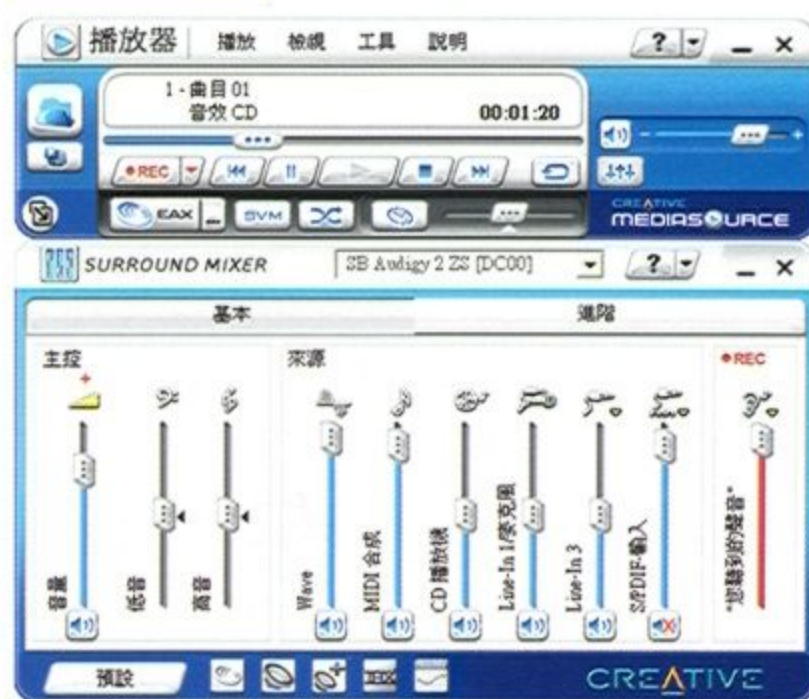 播放器 播放 檢視 工具 說明 ?
1 - 曲目 01
音效 CD 00:01:20
REC
EAX ... SVM
CREATIVE
MEDIASOURCE
SURROUND MIXER SB Audigy 2 ZS [DC00] ?
基本 進階
主控 來源 REC
音量
低音
高音
Wave
MIDI 合成
CD 播放機
Line-In 1/麥克風
Line-In 3
S/PDIF-輸入
"您聽到的聲音"
預設 CREATIVE